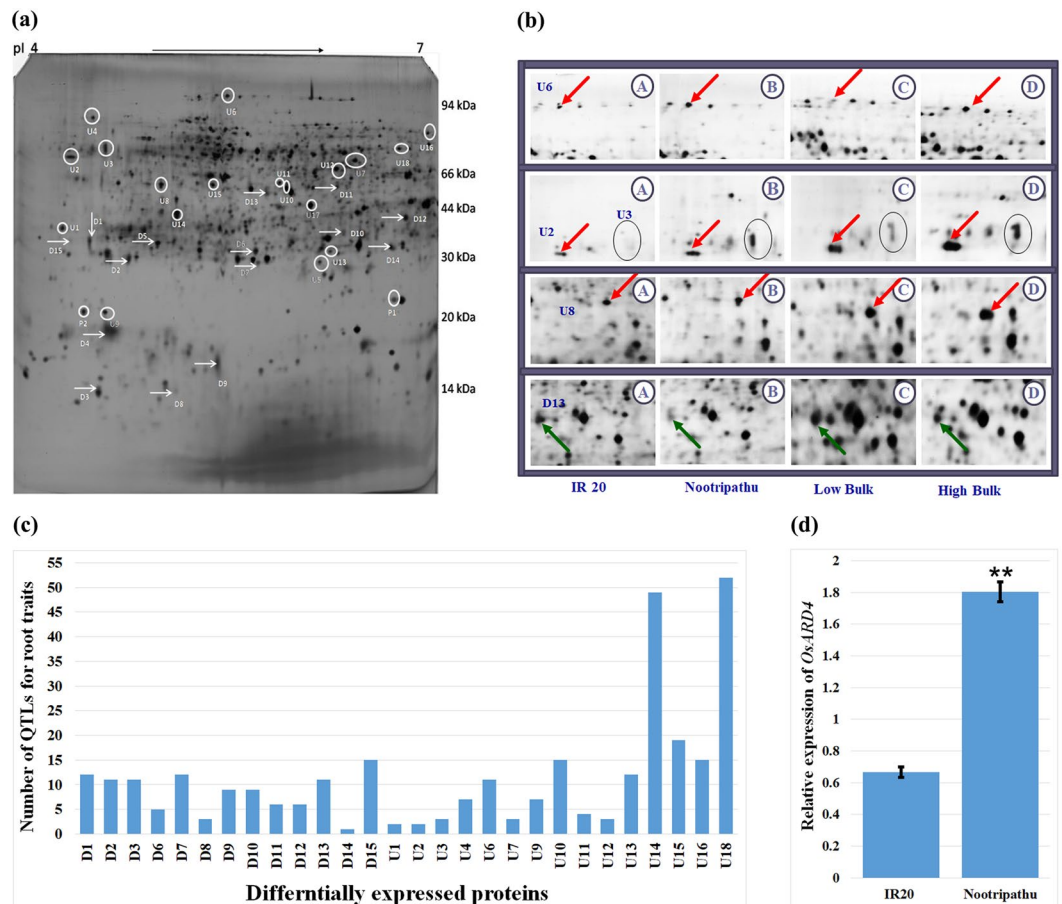 (a)
pI 4
7
94 kDa
66 kDa
44 kDa
30 kDa
20 kDa
14 kDa
U6
U4
U16
U3
U18
U2
U12
U7
U11
U8
U15
D13
U10
D11
U17
U14
D12
U1
D1
D15
D5
D10
D6
D14
U13
D2
P2
U9
P1
D4
D9
D3
D8
(b)
U6
A
B
C
D
U2
U3
A
B
C
D
U8
A
B
C
D
D13
A
B
C
D
IR 20
Nootripathu
Low Bulk
High Bulk
(c)
Number of QTLs for root traits
55
50
45
40
35
30
25
20
15
10
5
0
D1 D2 D3 D6 D7 D8 D9 D10 D11 D12 D13 D14 D15 U1 U2 U3 U4 U6 U7 U9 U10 U11 U12 U13 U14 U15 U16 U18
Differntially expressed proteins
(d)
Relative expression of OsARD4
2
1.8
1.6
1.4
1.2
1
0.8
0.6
0.4
0.2
0
**
IR20
Nootripathu